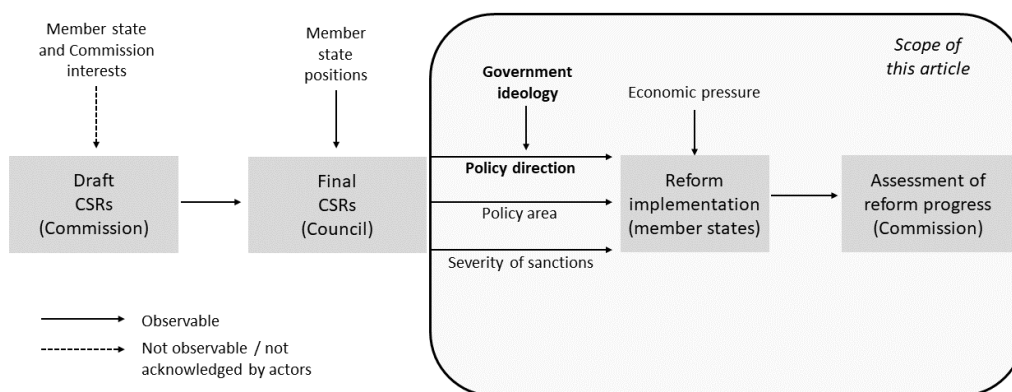 Member state
and Commission
interests
Member
state
positions
Scope of
this article
Government
ideology
Economic pressure
Draft
CSRs
(Commission)
Final
CSRs
(Council)
Policy direction
Policy area
Severity of sanctions
Reform
implementation
(member states)
Assessment of
reform progress
(Commission)
Observable
Not observable / not
acknowledged by actors